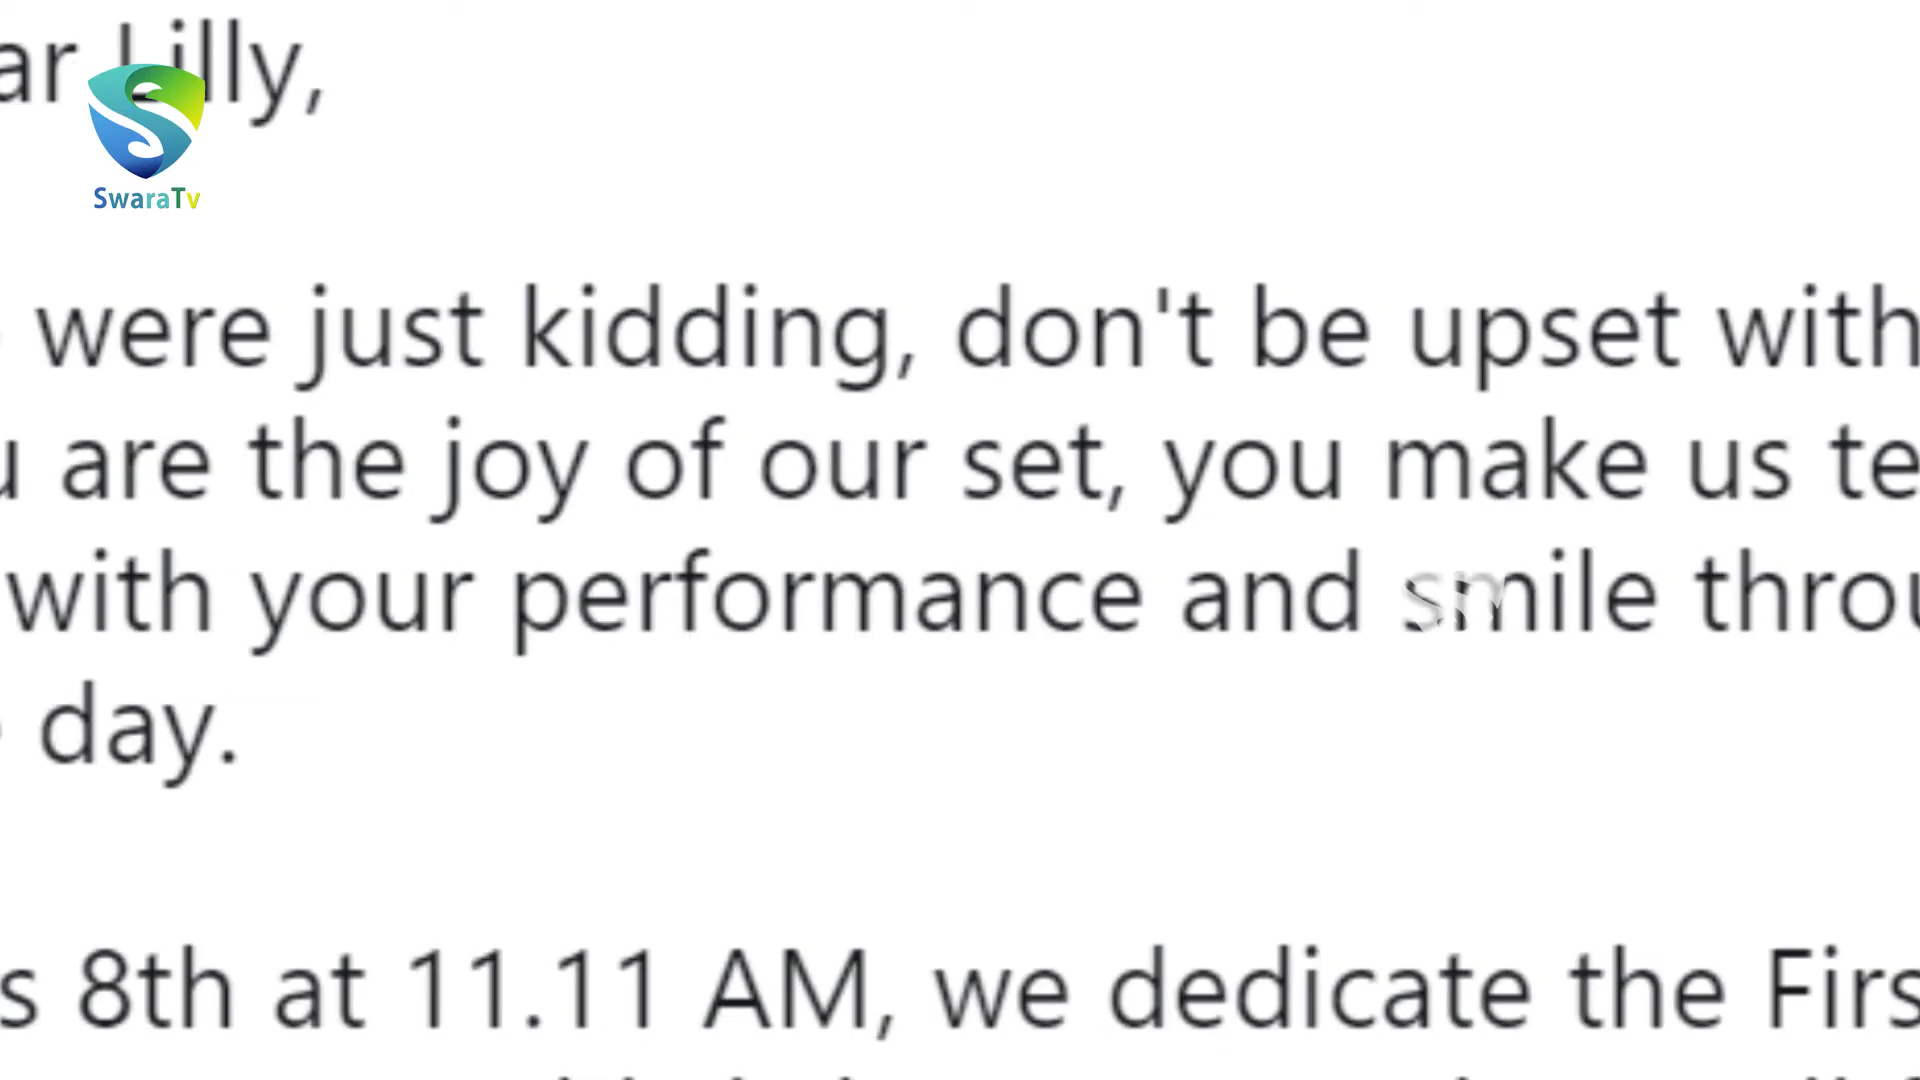 ar Lilly,
SwaraTv
were just kidding, don't be upset with
u are the joy of our set, you make us te
with your performance and smile throu
day.
s 8th at 11.11 AM, we dedicate the Firs